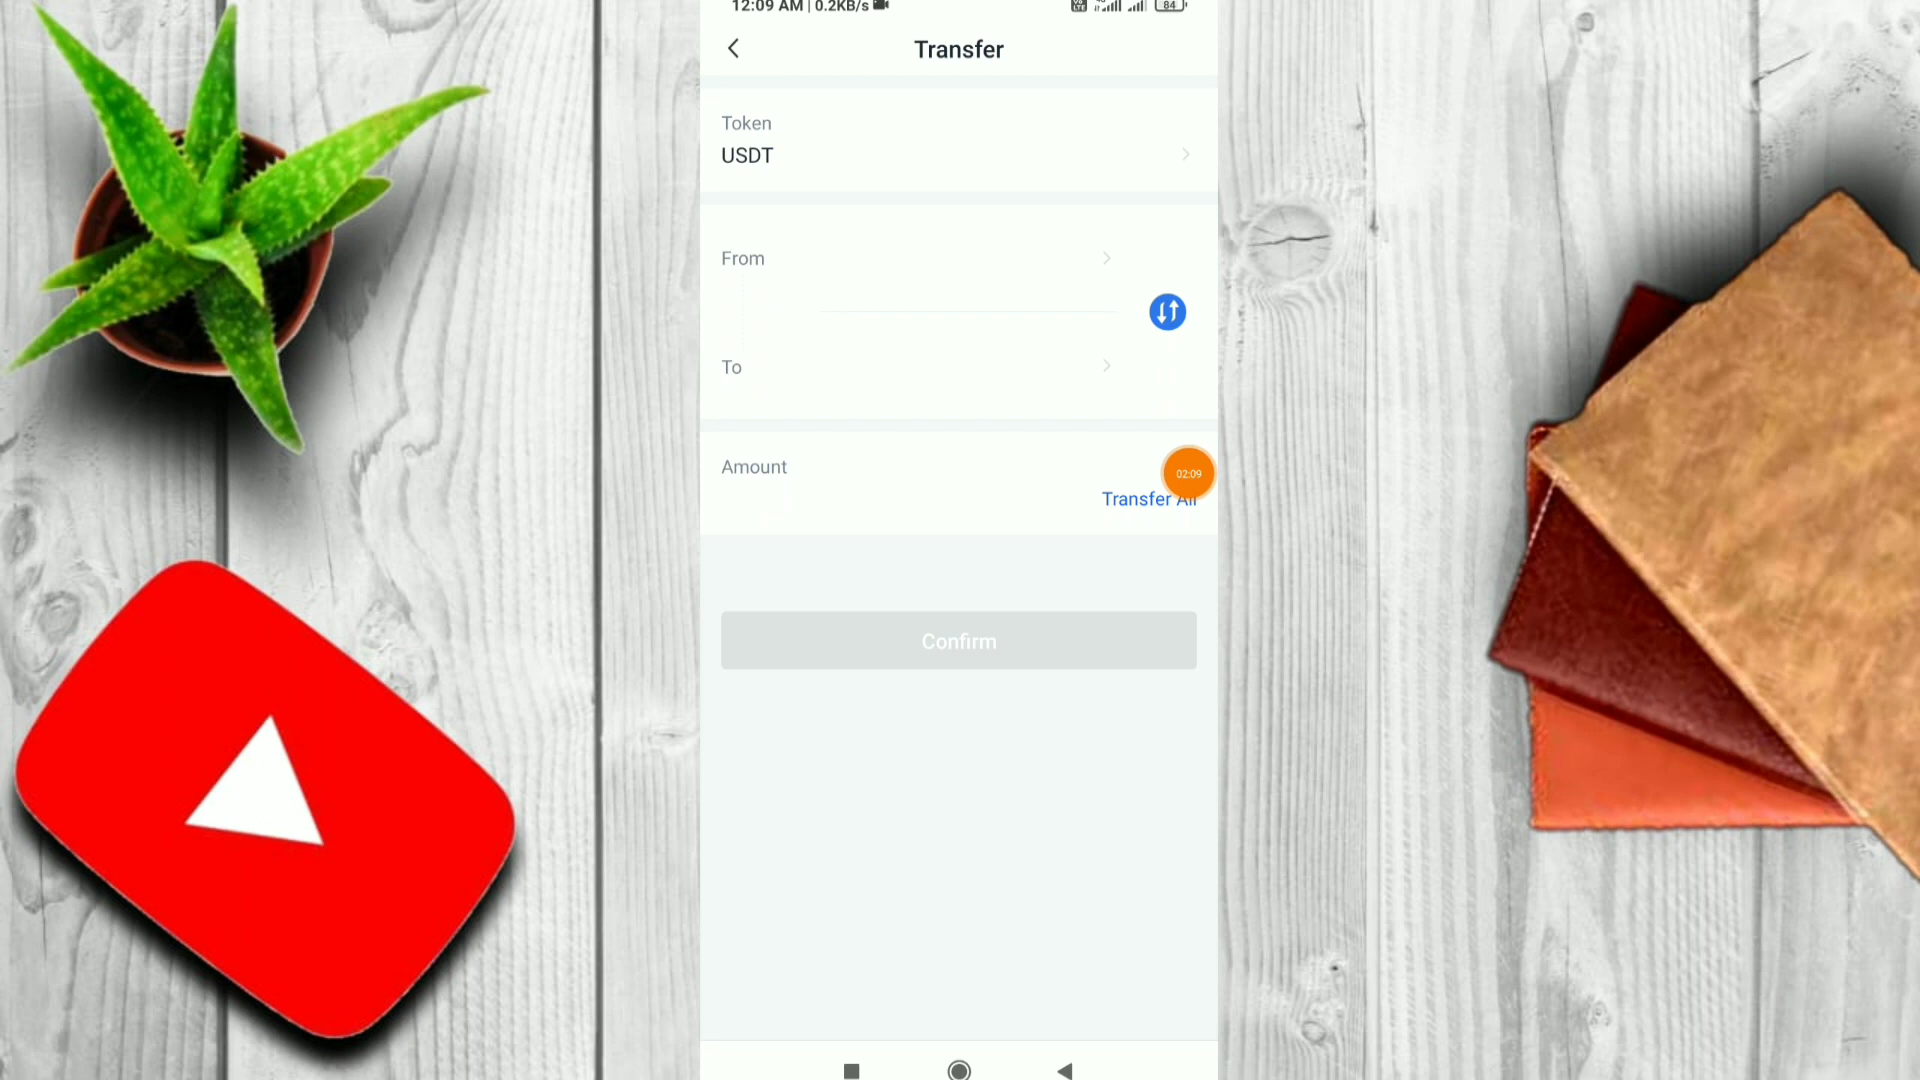 12:09 AM | 0.2KB/s
84
Transfer
Token
USDT
From
To
Amount
02:09
Transfer All
Confirm